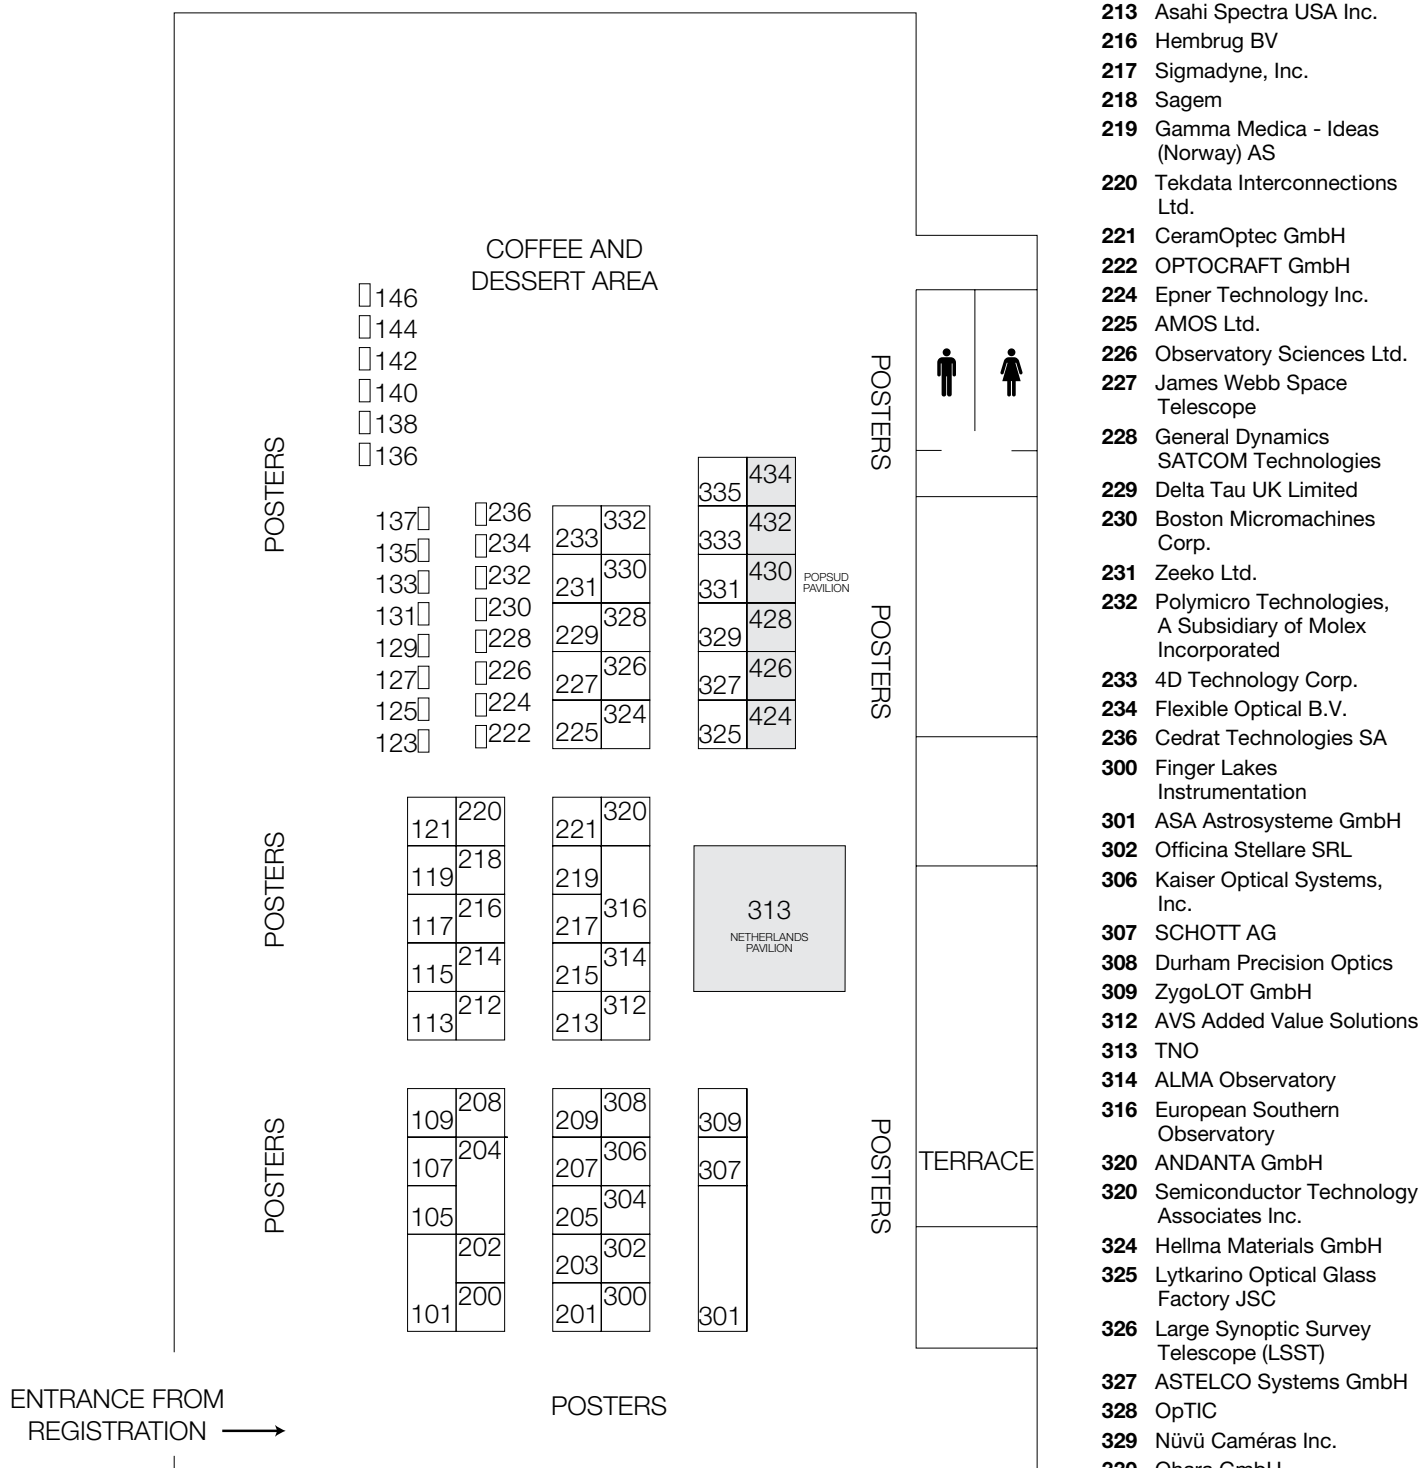 COFFEE AND
DESSERT AREA
146
144
142
140
138
136
POSTERS
POSTERS
137
135
133
131
129
127
125
123
236
234
232
230
228
226
224
222
233 332
231 330
229 328
227 326
225 324
335 434
333 432
331 430
329 428
327 426
325 424
POPSUD
PAVILION
POSTERS
POSTERS
121 220
119 218
117 216
115 214
113 212
221 320
219
217 316
215 314
213 312
313
NETHERLANDS
PAVILION
POSTERS
109 208
107 204
105
202
101 200
209 308
207 306
205 304
203 302
201 300
309
307
301
POSTERS
TERRACE
ENTRANCE FROM
REGISTRATION
POSTERS
213 Asahi Spectra USA Inc.
216 Hembrug BV
217 Sigmadyne, Inc.
218 Sagem
219 Gamma Medica - Ideas
(Norway) AS
220 Tekdata Interconnections
Ltd.
221 CeramOptec GmbH
222 OPTOCRAFT GmbH
224 Epner Technology Inc.
225 AMOS Ltd.
226 Observatory Sciences Ltd.
227 James Webb Space
Telescope
228 General Dynamics
SATCOM Technologies
229 Delta Tau UK Limited
230 Boston Micromachines
Corp.
231 Zeeko Ltd.
232 Polymicro Technologies,
A Subsidiary of Molex
Incorporated
233 4D Technology Corp.
234 Flexible Optical B.V.
236 Cedrat Technologies SA
300 Finger Lakes
Instrumentation
301 ASA Astrosysteme GmbH
302 Officina Stellare SRL
306 Kaiser Optical Systems,
Inc.
307 SCHOTT AG
308 Durham Precision Optics
309 ZygoLOT GmbH
312 AVS Added Value Solutions
313 TNO
314 ALMA Observatory
316 European Southern
Observatory
320 ANDANTA GmbH
320 Semiconductor Technology
Associates Inc.
324 Hellma Materials GmbH
325 Lytkarino Optical Glass
Factory JSC
326 Large Synoptic Survey
Telescope (LSST)
327 ASTELCO Systems GmbH
328 OpTIC
329 Nüvü Caméras Inc.